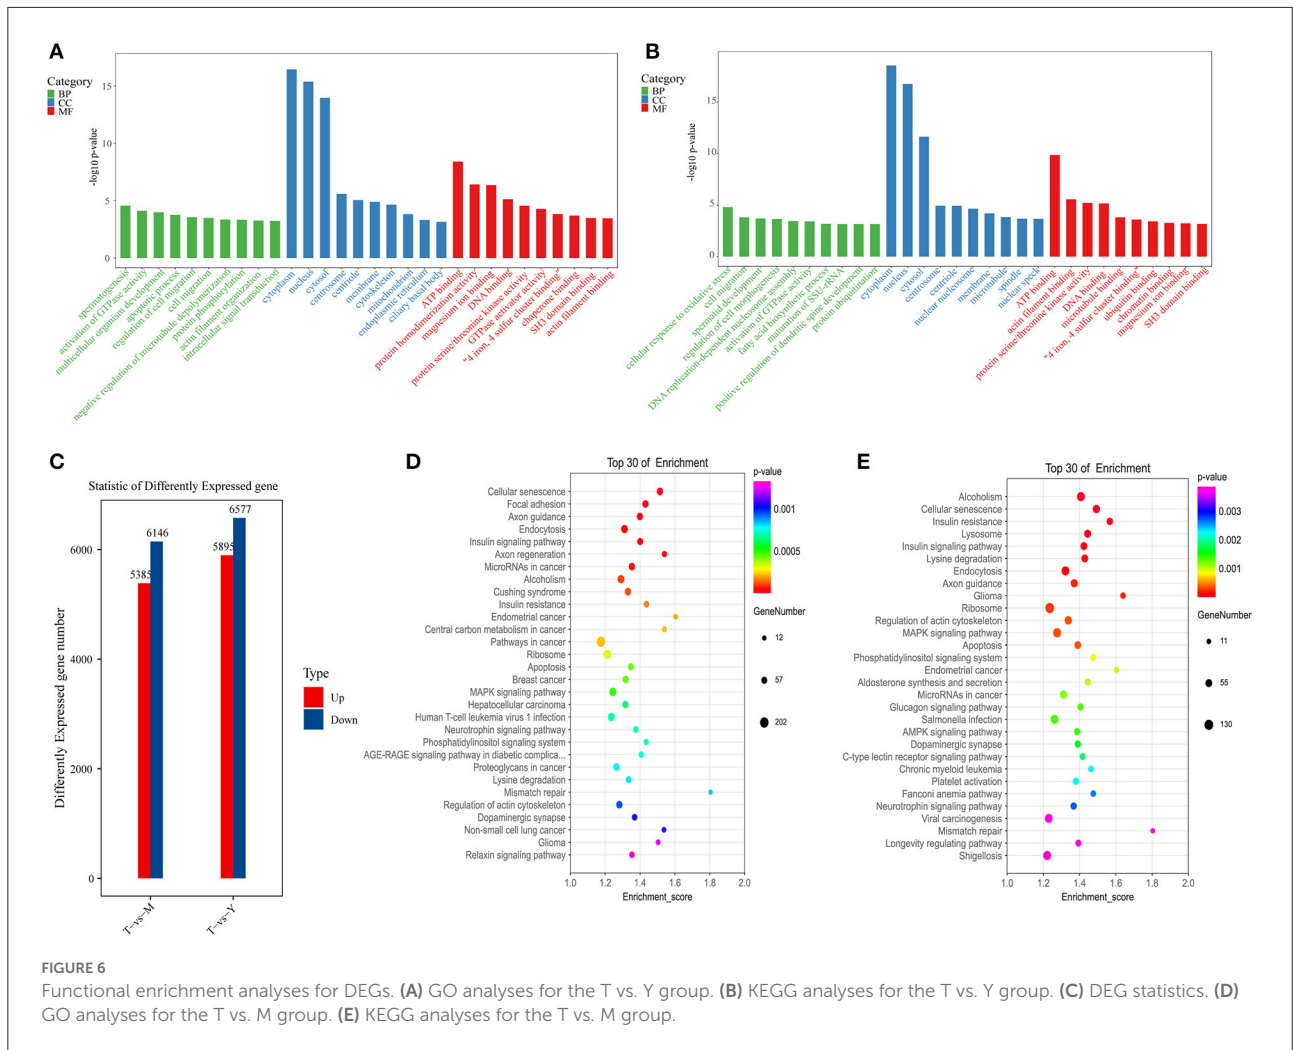 A
Category
BP
CC
MF
-log10 p-value
15
10
5
0
spermatogenesis
activation of GTPase activity
multicellular organism development
apoptotic process
regulation of cell migration
cell migration
negative regulation of microtubule depolymerization
protein phosphorylation
actin filament organization
intracellular signal transduction
cytoplasm
nucleus
cytosol
centrosome
centriole
membrane
cytoskeleton
mitochondrion
endoplasmic reticulum
ciliary basal body
ATP binding
protein homodimerization activity
magnesium ion binding
DNA binding
protein serine/threonine kinase activity
GTPase activator activity
"4 iron, 4 sulfur cluster binding"
chaperone binding
SH3 domain binding
actin filament binding
B
Category
BP
CC
MF
-log10 p-value
15
10
5
0
cellular response to oxidative stress
cell migration
spermatid development
regulation of cell morphogenesis
DNA replication-dependent nucleosome assembly
activation of GTPase activity
fatty acid biosynthetic process
maturation of SSU-rRNA
positive regulation of dendritic spine development
protein ubiquitination
cytoplasm
nucleus
cytosol
centrosome
centriole
nucleosome
membrane
microtubule
spindle
nuclear speck
ATP binding
actin filament binding
protein serine/threonine kinase activity
DNA binding
microtubule binding
"4 iron, 4 sulfur cluster binding"
ubiquitin binding
chromatin binding
magnesium ion binding
SH3 domain binding
C
Statistic of Differently Expressed gene
Differently Expressed gene number
6000
4000
2000
0
5385
6146
5895
6577
T-vs-M
T-vs-Y
Type
Up
Down
D
Top 30 of Enrichment
Cellular senescence
Focal adhesion
Axon guidance
Endocytosis
Insulin signaling pathway
Axon regeneration
MicroRNAs in cancer
Alcoholism
Cushing syndrome
Insulin resistance
Endometrial cancer
Central carbon metabolism in cancer
Pathways in cancer
Ribosome
Apoptosis
Breast cancer
MAPK signaling pathway
Hepatocellular carcinoma
Human T-cell leukemia virus 1 infection
Neurotrophin signaling pathway
Phosphatidylinositol signaling system
AGE-RAGE signaling pathway in diabetic complica...
Proteoglycans in cancer
Lysine degradation
Mismatch repair
Regulation of actin cytoskeleton
Dopaminergic synapse
Non-small cell lung cancer
Glioma
Relaxin signaling pathway
1.0 1.2 1.4 1.6 1.8 2.0
Enrichment_score
p-value
0.001
0.0005
GeneNumber
12
57
202
E
Top 30 of Enrichment
Alcoholism
Cellular senescence
Insulin resistance
Lysosome
Insulin signaling pathway
Lysine degradation
Endocytosis
Axon guidance
Glioma
Ribosome
Regulation of actin cytoskeleton
MAPK signaling pathway
Apoptosis
Phosphatidylinositol signaling system
Endometrial cancer
Aldosterone synthesis and secretion
MicroRNAs in cancer
Glucagon signaling pathway
Salmonella infection
AMPK signaling pathway
Dopaminergic synapse
C-type lectin receptor signaling pathway
Chronic myeloid leukemia
Platelet activation
Fanconi anemia pathway
Neurotrophin signaling pathway
Viral carcinogenesis
Mismatch repair
Longevity regulating pathway
Shigellosis
1.0 1.2 1.4 1.6 1.8 2.0
Enrichment_score
p-value
0.003
0.002
0.001
GeneNumber
11
55
130
FIGURE 6
Functional enrichment analyses for DEGs. (A) GO analyses for the T vs. Y group. (B) KEGG analyses for the T vs. Y group. (C) DEG statistics. (D)
GO analyses for the T vs. M group. (E) KEGG analyses for the T vs. M group.